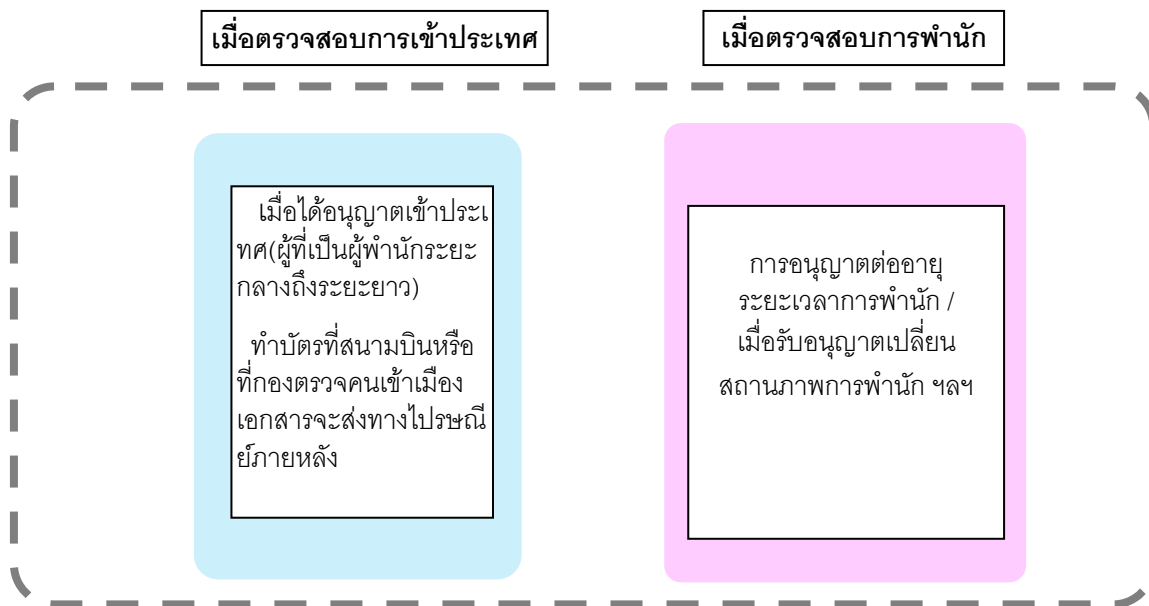 เมื่อตรวจสอบการเข้าประเทศ
เมื่อตรวจสอบการพำนัก
เมื่อได้อนุญาตเข้าประเ
ทศ(ผู้ที่เป็นผู้พำนักระยะ
กลางถึงระยะยาว)
ทำบัตรที่สนามบินหรือ
ที่กองตรวจคนเข้าเมือง
เอกสารจะส่งทางไปรษณี
ย์ภายหลัง
การอนุญาตต่ออายุ
ระยะเวลาการพำนัก /
เมื่อรับอนุญาตเปลี่ยน
สถานภาพการพำนัก ฯลฯ